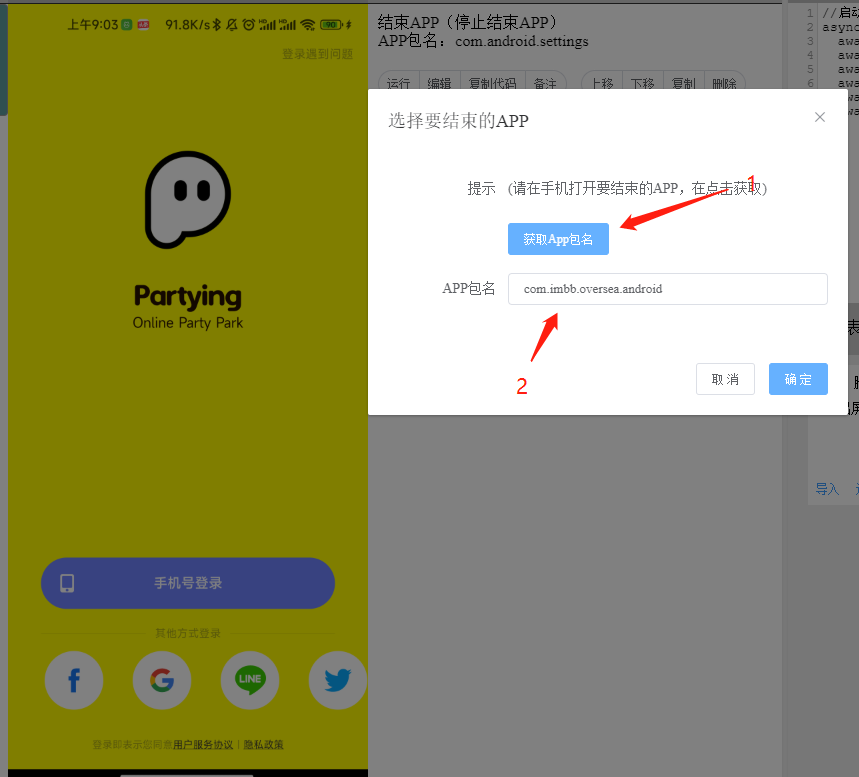 上午9:03
91.8K/s
90
登录遇到问题
Partying
Online Party Park
手机号登录
其他方式登录
LINE
登录即表示您同意用户服务协议 | 隐私政策
结束APP（停止结束APP）
APP包名：com.android.settings
运行 编辑 复制代码 备注 上移 下移 复制 删除
选择要结束的APP
提示 (请在手机打开要结束的APP，在点击获取)
1
获取App包名
APP包名 com.imbb.oversea.android
2
取 消 确 定
1 //启动
2 async
3 awa
4 awa
5 awa
6
表
导入